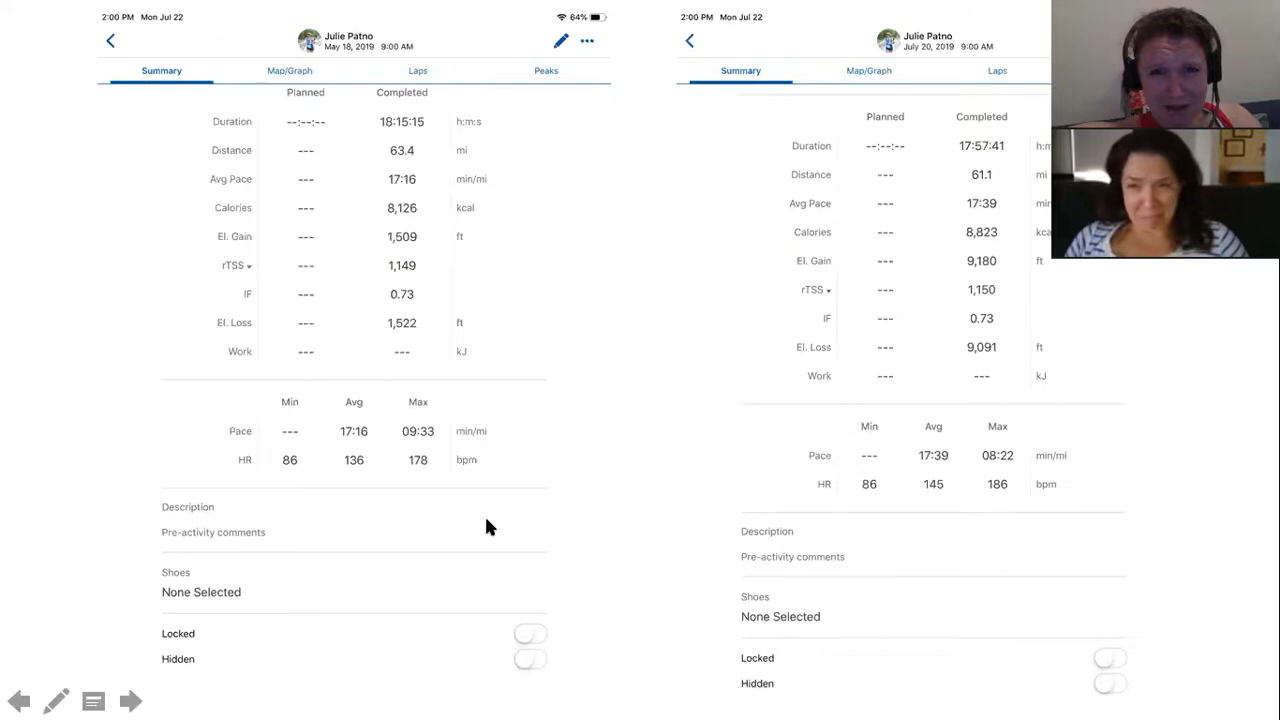 2:00 PM Mon Jul 22
64%
Julie Patno
May 18, 2019 9:00 AM
Summary Map/Graph Laps Peaks
Planned Completed
Duration --:--:-- 18:15:15 h:m:s
Distance --- 63.4 mi
Avg Pace --- 17:16 min/mi
Calories --- 8,126 kcal
El. Gain --- 1,509 ft
rTSS --- 1,149
IF --- 0.73
El. Loss --- 1,522 ft
Work --- --- kJ
Min Avg Max
Pace --- 17:16 09:33 min/mi
HR 86 136 178 bpm
Description
Pre-activity comments
Shoes
None Selected
Locked
Hidden
2:00 PM Mon Jul 22
Julie Patno
July 20, 2019 9:00 AM
Summary Map/Graph Laps
Planned Completed
Duration --:--:-- 17:57:41 h:m
Distance --- 61.1 mi
Avg Pace --- 17:39 min
Calories --- 8,823 kca
El. Gain --- 9,180 ft
rTSS --- 1,150
IF --- 0.73
El. Loss --- 9,091 ft
Work --- --- kJ
Min Avg Max
Pace --- 17:39 08:22 min/mi
HR 86 145 186 bpm
Description
Pre-activity comments
Shoes
None Selected
Locked
Hidden